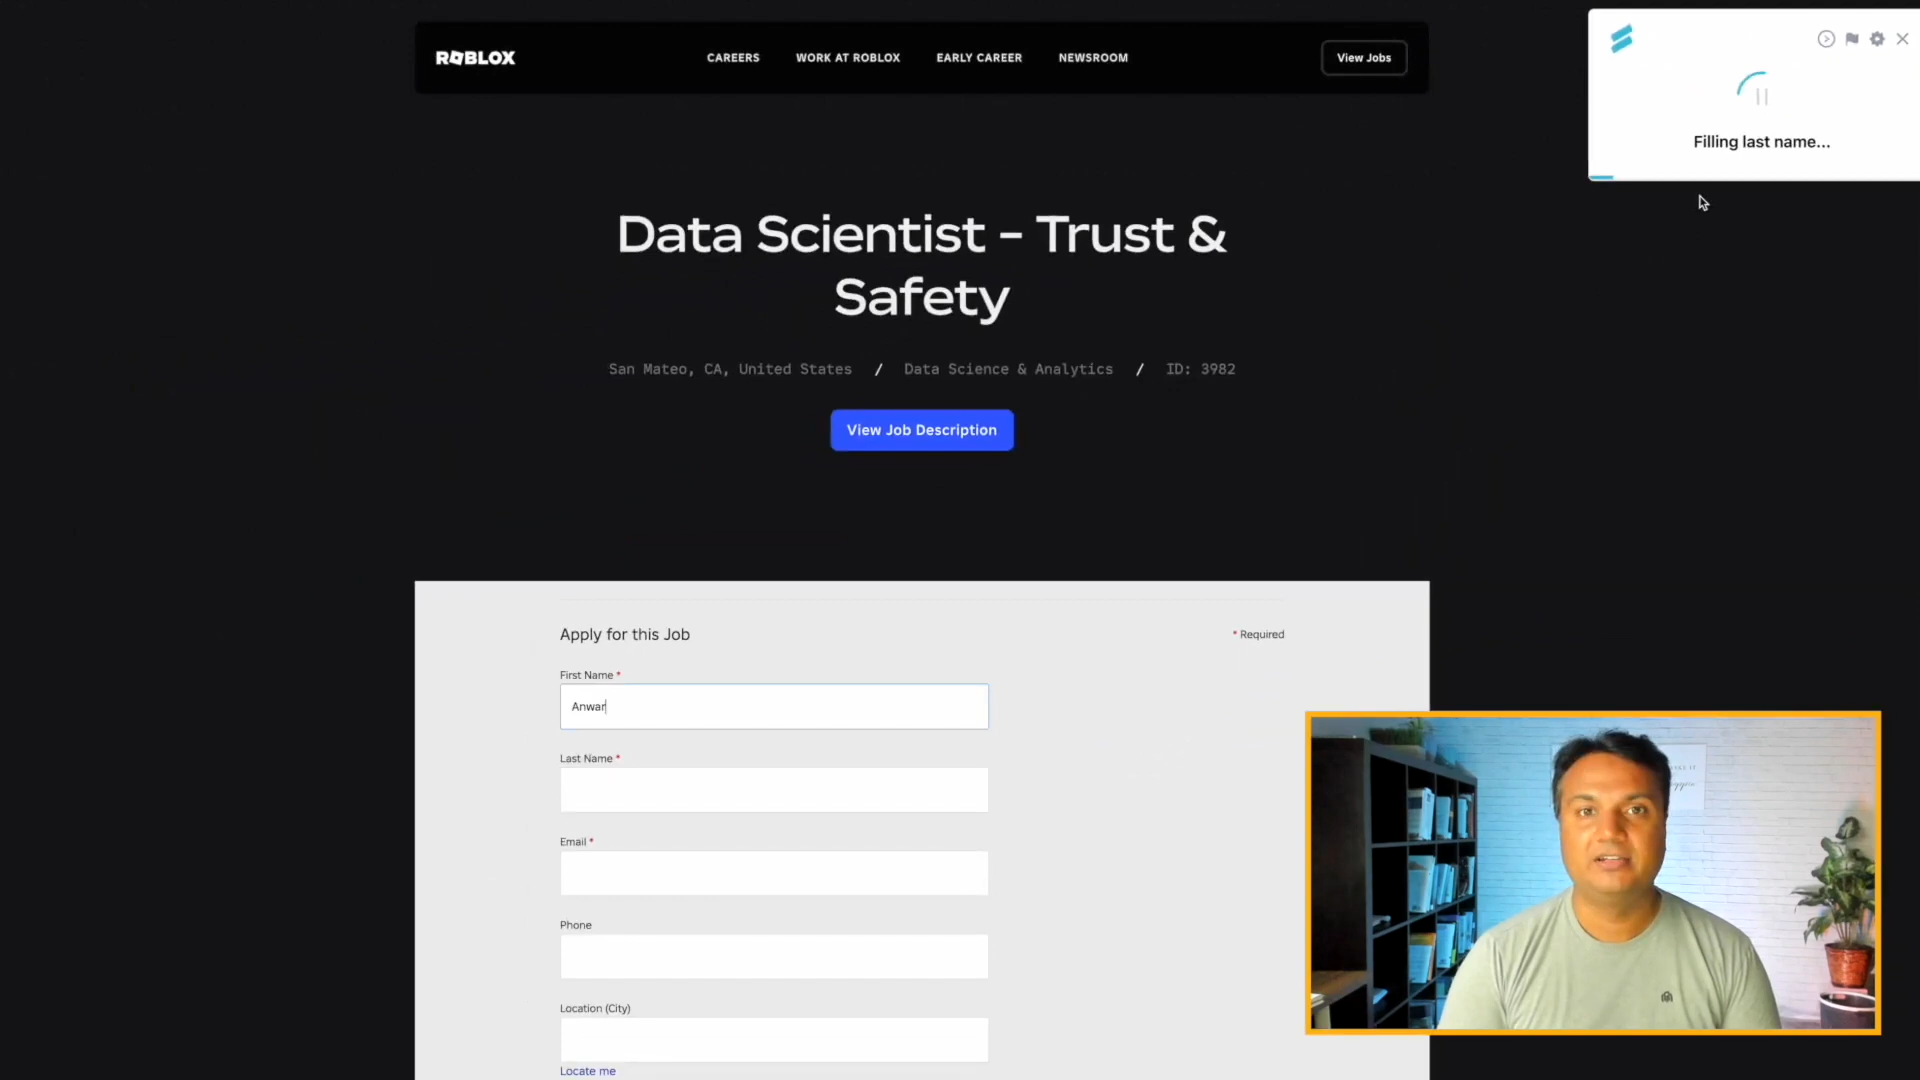 ROBLOX
CAREERS
WORK AT ROBLOX
EARLY CAREER
NEWSROOM
View Jobs
Filling last name...
Data Scientist – Trust &
Safety
San Mateo, CA, United States / Data Science & Analytics / ID: 3982
View Job Description
Apply for this Job
* Required
First Name *
Anwar
Last Name *
Email *
Phone
Location (City)
Locate me